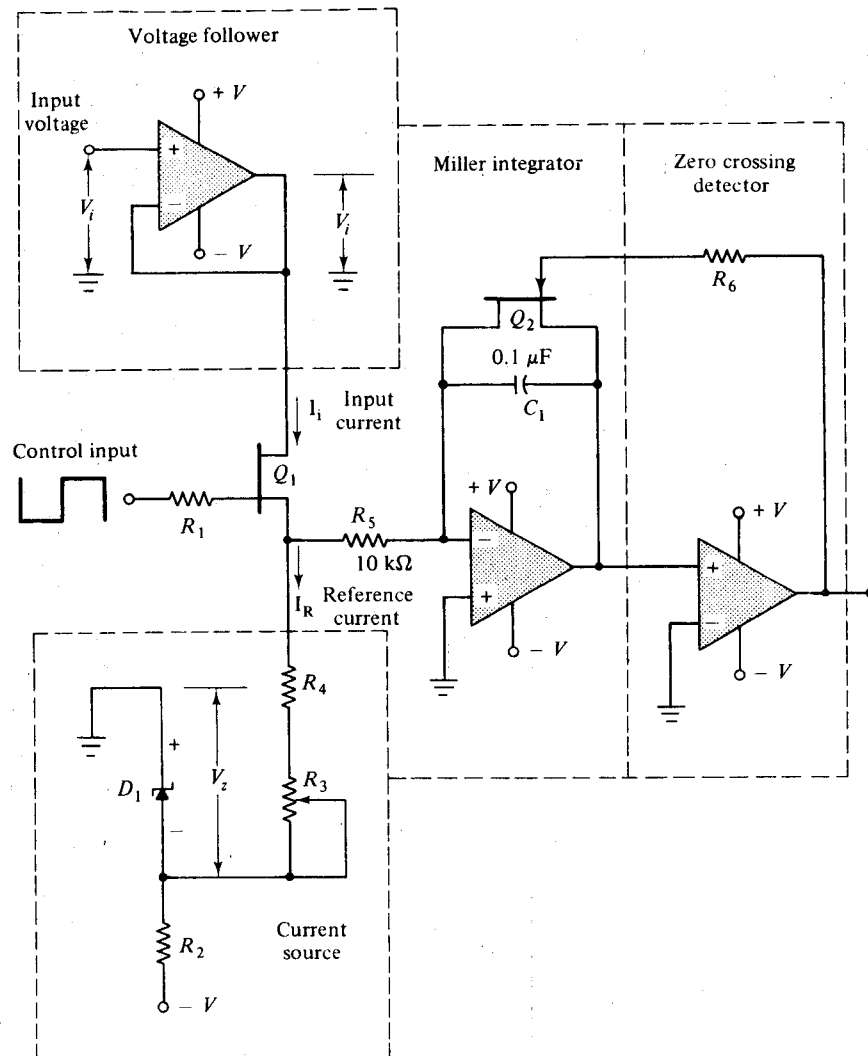 Voltage follower
+ V
Input
voltage
+
−
V_i
V_i
− V
Miller integrator
Zero crossing
detector
R_6
Q_2
0.1 μF
C_1
I_i
Input
current
Control input
Q_1
R_1
R_5
10 kΩ
+ V
−
+
− V
+ V
+
−
− V
I_R
Reference
current
R_4
+
V_z
D_1
R_3
−
R_2
Current
source
− V